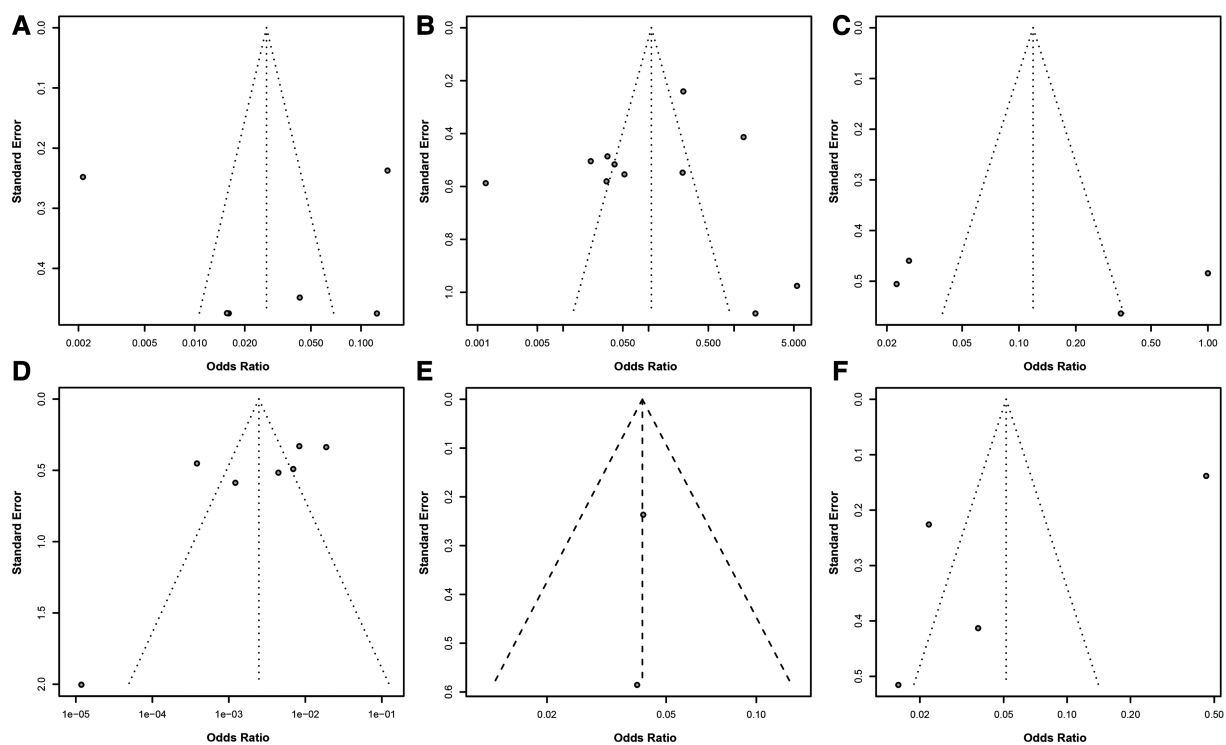 A
0.0
0.1
0.2
0.3
0.4
Standard Error
0.002 0.005 0.010 0.020 0.050 0.100
Odds Ratio
B
0.0
0.2
0.4
0.6
0.8
1.0
Standard Error
0.001 0.005 0.050 0.500 5.000
Odds Ratio
C
0.0
0.1
0.2
0.3
0.4
0.5
Standard Error
0.02 0.05 0.10 0.20 0.50 1.00
Odds Ratio
D
0.0
0.5
1.0
1.5
2.0
Standard Error
1e-05 1e-04 1e-03 1e-02 1e-01
Odds Ratio
E
0.0
0.1
0.2
0.3
0.4
0.5
0.6
Standard Error
0.02 0.05 0.10
Odds Ratio
F
0.0
0.1
0.2
0.3
0.4
0.5
Standard Error
0.02 0.05 0.10 0.20 0.50
Odds Ratio